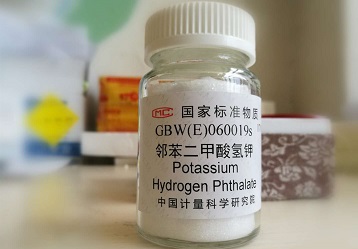 国家标准物质
GBW(E)060019s
邻苯二甲酸氢钾
Potassium
Hydrogen Phthalate
中国计量科学研究院